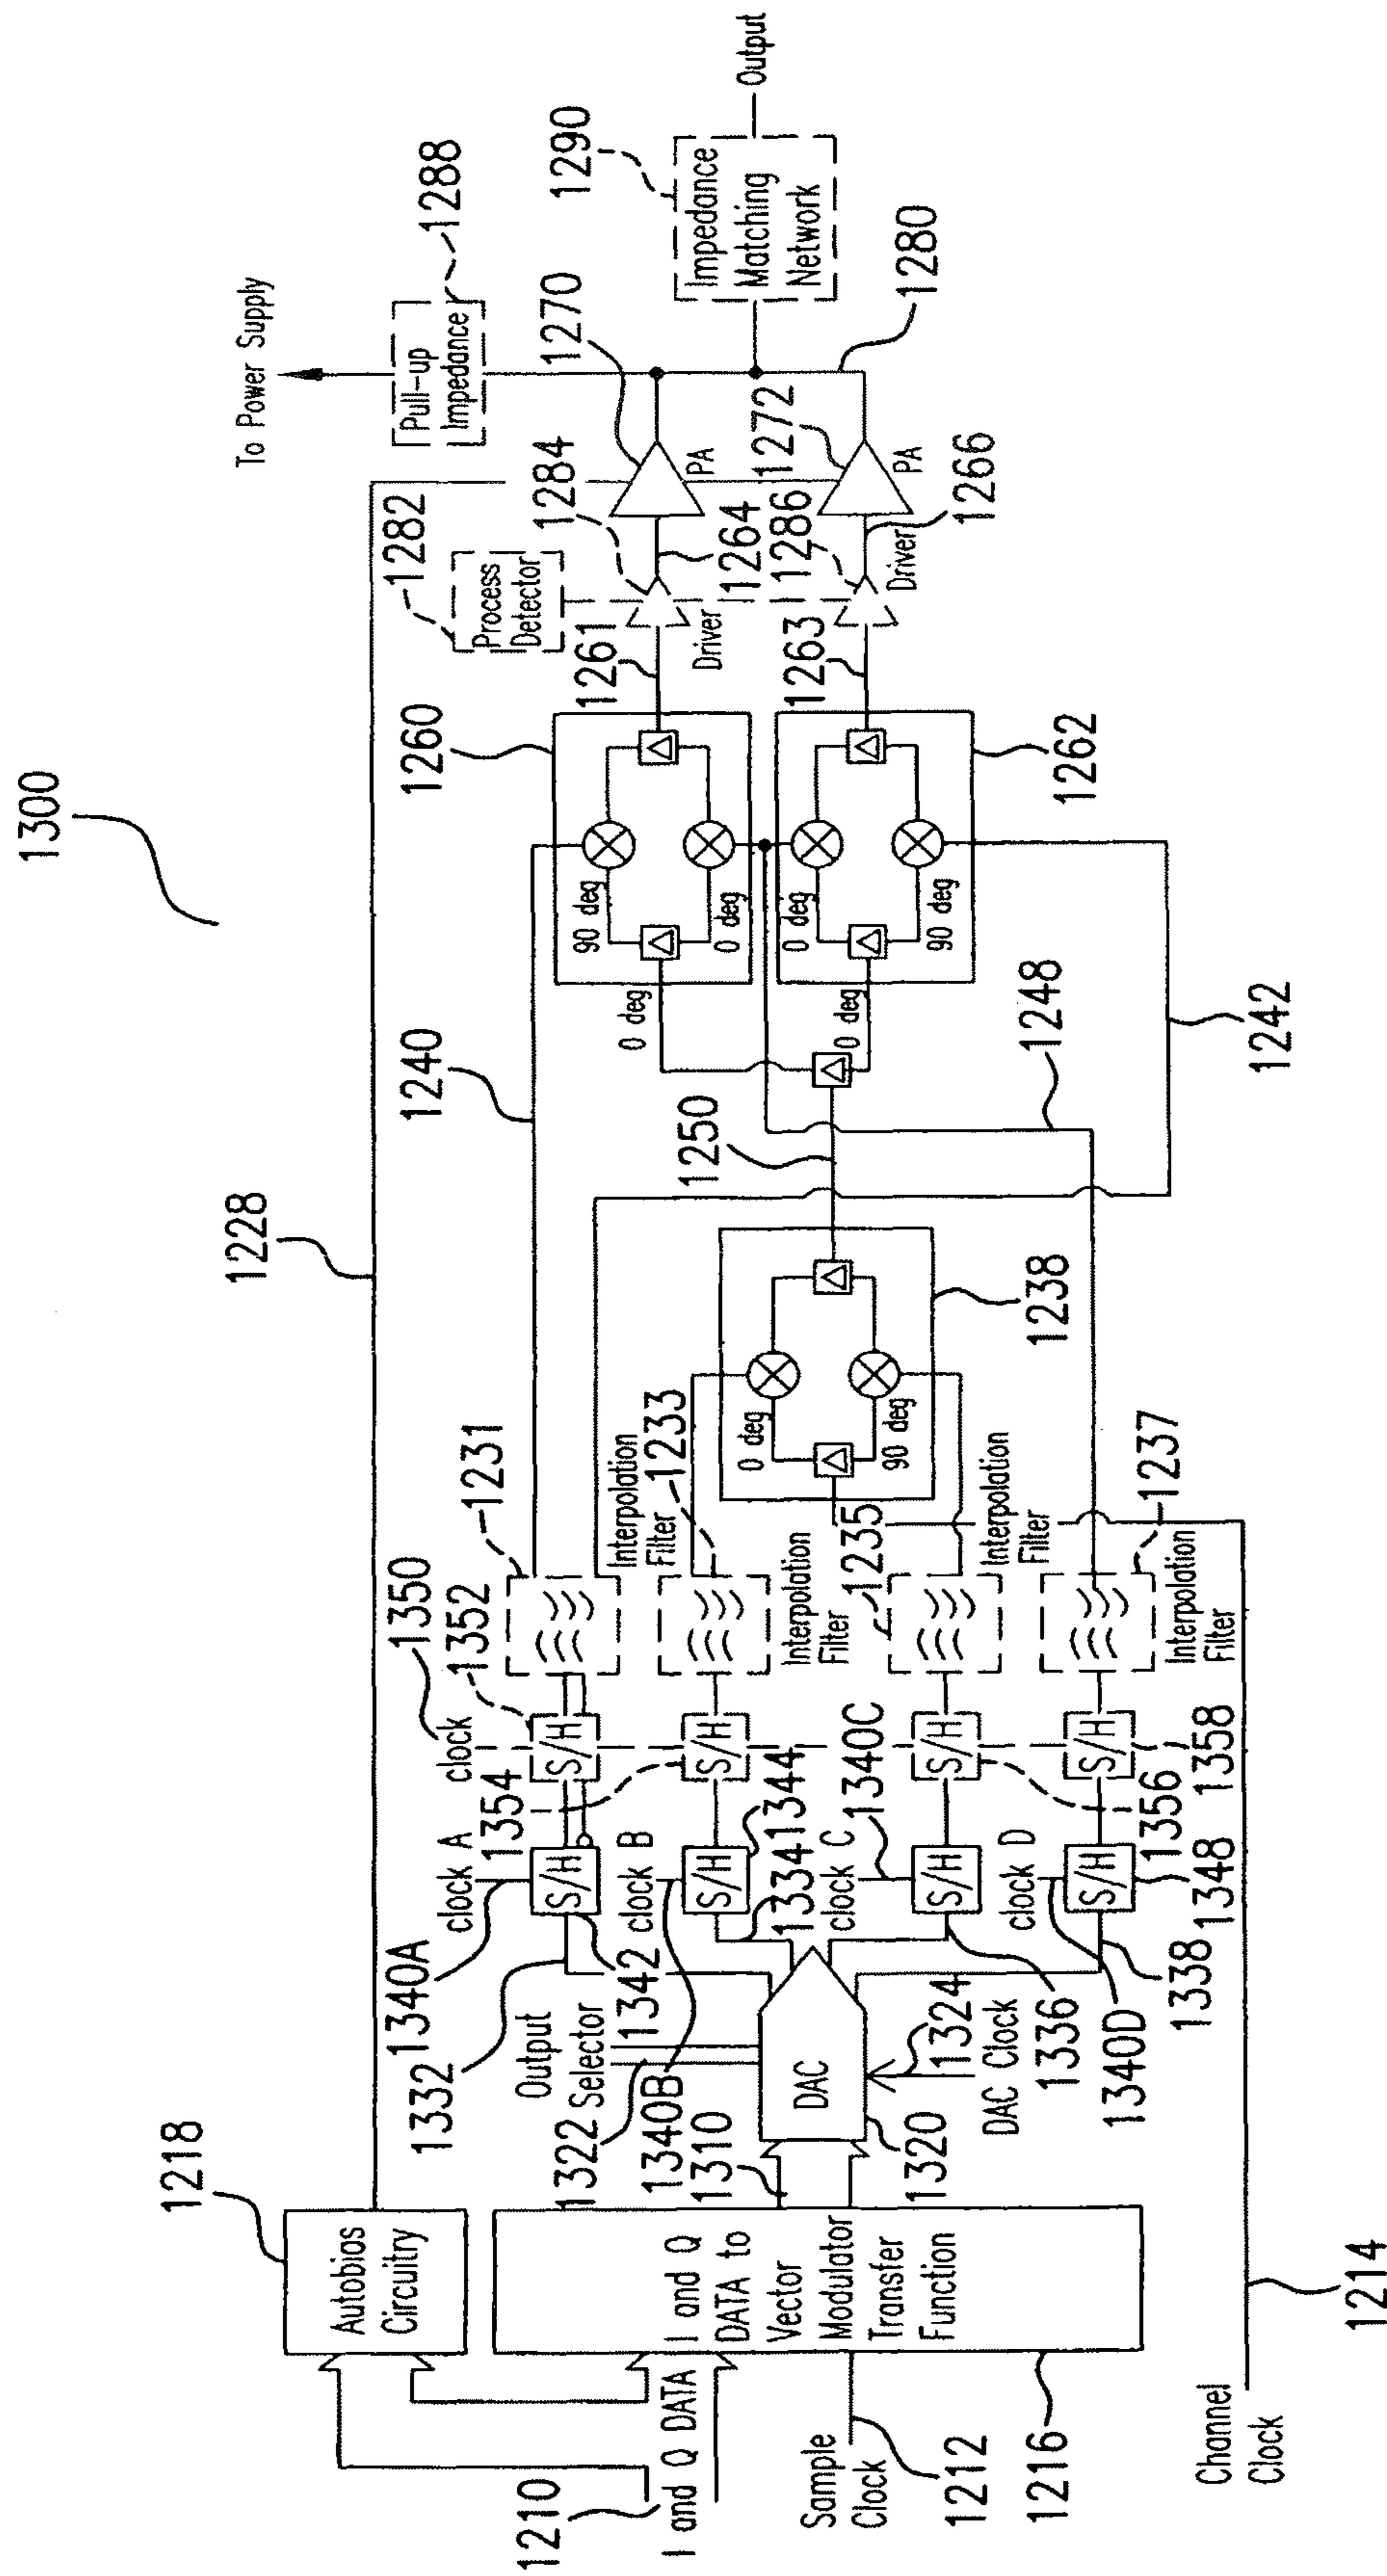 1300
1218
Autobios
Circuitry
1228
1210
I and Q DATA
I and Q
DATA to
Vector
Modulator
Transfer
Function
Sample
Clock
1212
1216
Channel
Clock
1214
1310
DAC
1320
Output
Selector
1322
DAC Clock
1324
1332
1334
1336
1338
clock A
1340A
S/H
1342
clock B
1340B
S/H
1344
clock C
1340C
S/H
clock D
1340D
S/H
1348
clock
1350
S/H
1352
S/H
1354
S/H
1356
S/H
1358
1231
Interpolation
Filter
1233
Interpolation
Filter
1235
Interpolation
Filter
1237
Interpolation
Filter
0 deg
90 deg
1238
1240
1250
1248
1242
0 deg
0 deg
1260
90 deg
0 deg
0 deg
90 deg
1262
1261
1263
Process
Detector
1282
Driver
1284
1264
Driver
1286
1266
PA
1270
PA
1272
To Power Supply
Pull-up
Impedance
1288
1280
Impedance
Matching
Network
1290
Output